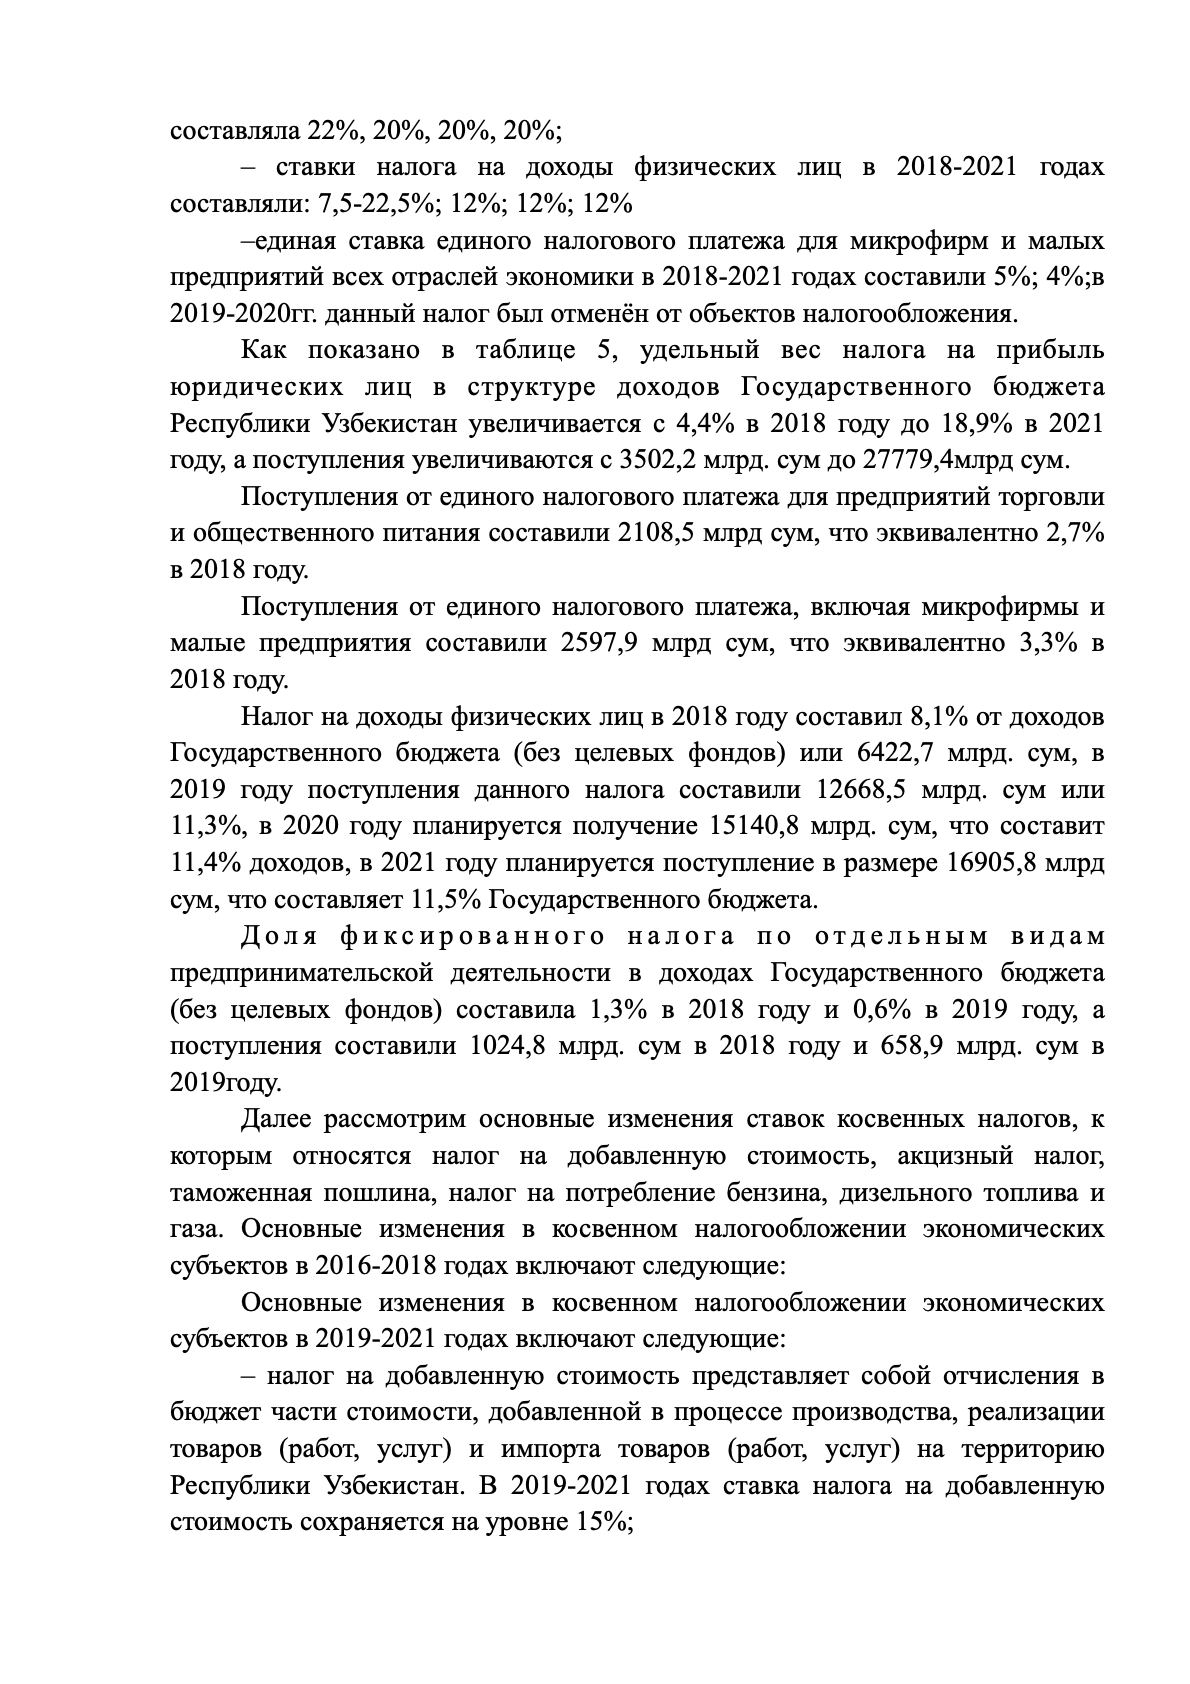 составляла 22%, 20%, 20%, 20%;
– ставки налога на доходы физических лиц в 2018-2021 годах
составляли: 7,5-22,5%; 12%; 12%; 12%
–единая ставка единого налогового платежа для микрофирм и малых
предприятий всех отраслей экономики в 2018-2021 годах составили 5%; 4%;в
2019-2020гг. данный налог был отменён от объектов налогообложения.
Как показано в таблице 5, удельный вес налога на прибыль
юридических лиц в структуре доходов Государственного бюджета
Республики Узбекистан увеличивается с 4,4% в 2018 году до 18,9% в 2021
году, а поступления увеличиваются с 3502,2 млрд. сум до 27779,4млрд сум.
Поступления от единого налогового платежа для предприятий торговли
и общественного питания составили 2108,5 млрд сум, что эквивалентно 2,7%
в 2018 году.
Поступления от единого налогового платежа, включая микрофирмы и
малые предприятия составили 2597,9 млрд сум, что эквивалентно 3,3% в
2018 году.
Налог на доходы физических лиц в 2018 году составил 8,1% от доходов
Государственного бюджета (без целевых фондов) или 6422,7 млрд. сум, в
2019 году поступления данного налога составили 12668,5 млрд. сум или
11,3%, в 2020 году планируется получение 15140,8 млрд. сум, что составит
11,4% доходов, в 2021 году планируется поступление в размере 16905,8 млрд
сум, что составляет 11,5% Государственного бюджета.
Доля фиксированного налога по отдельным видам
предпринимательской деятельности в доходах Государственного бюджета
(без целевых фондов) составила 1,3% в 2018 году и 0,6% в 2019 году, а
поступления составили 1024,8 млрд. сум в 2018 году и 658,9 млрд. сум в
2019году.
Далее рассмотрим основные изменения ставок косвенных налогов, к
которым относятся налог на добавленную стоимость, акцизный налог,
таможенная пошлина, налог на потребление бензина, дизельного топлива и
газа. Основные изменения в косвенном налогообложении экономических
субъектов в 2016-2018 годах включают следующие:
Основные изменения в косвенном налогообложении экономических
субъектов в 2019-2021 годах включают следующие:
– налог на добавленную стоимость представляет собой отчисления в
бюджет части стоимости, добавленной в процессе производства, реализации
товаров (работ, услуг) и импорта товаров (работ, услуг) на территорию
Республики Узбекистан. В 2019-2021 годах ставка налога на добавленную
стоимость сохраняется на уровне 15%;